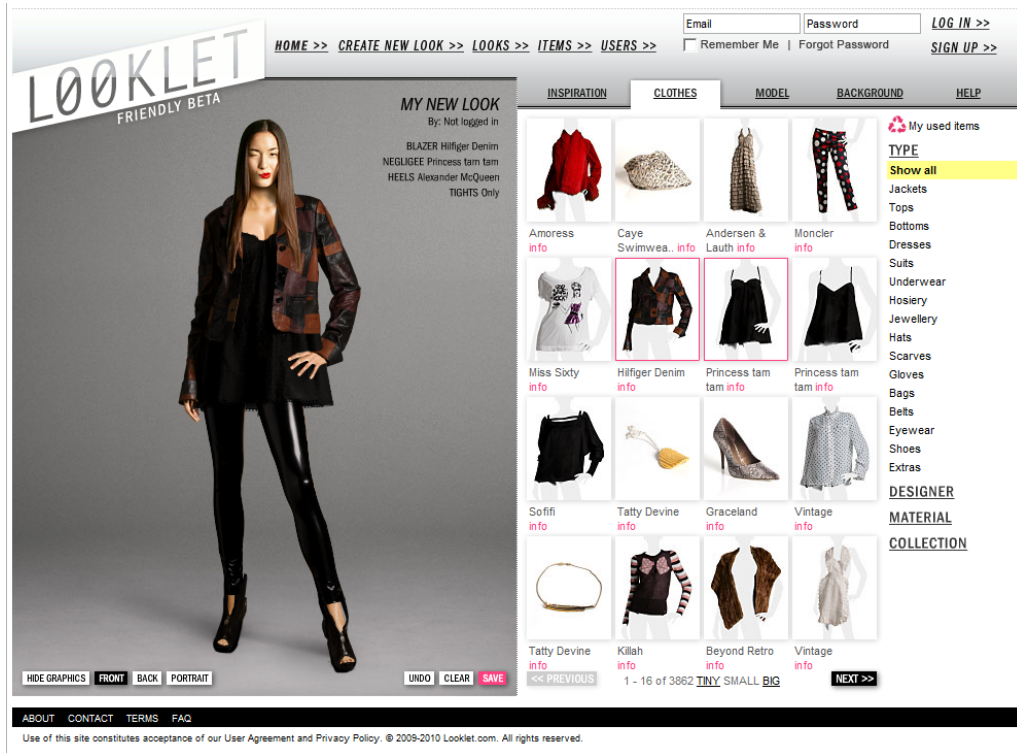 Email Password LOG IN >>
Remember Me | Forgot Password SIGN UP >>
HOME >> CREATE NEW LOOK >> LOOKS >> ITEMS >> USERS >>
LOOKLET
FRIENDLY BETA
MY NEW LOOK
By: Not logged in
BLAZER Hilfiger Denim
NEGLIGEE Princess tam tam
HEELS Alexander McQueen
TIGHTS Only
HIDE GRAPHICS FRONT BACK PORTRAIT UNDO CLEAR SAVE
INSPIRATION CLOTHES MODEL BACKGROUND HELP
Amoress
info
Caye
Swimwea.. info
Andersen &
Lauth info
Moncler
info
Miss Sixty
info
Hilfiger Denim
info
Princess tam
tam info
Princess tam
tam info
Sofifi
info
Tatty Devine
info
Graceland
info
Vintage
info
Tatty Devine
info
Killah
info
Beyond Retro
info
Vintage
info
<< PREVIOUS 1 - 16 of 3862 TINY SMALL BIG NEXT >>
My used items
TYPE
Show all
Jackets
Tops
Bottoms
Dresses
Suits
Underwear
Hosiery
Jewellery
Hats
Scarves
Gloves
Bags
Belts
Eyewear
Shoes
Extras
DESIGNER
MATERIAL
COLLECTION
ABOUT CONTACT TERMS FAQ
Use of this site constitutes acceptance of our User Agreement and Privacy Policy. © 2009-2010 Looklet.com. All rights reserved.